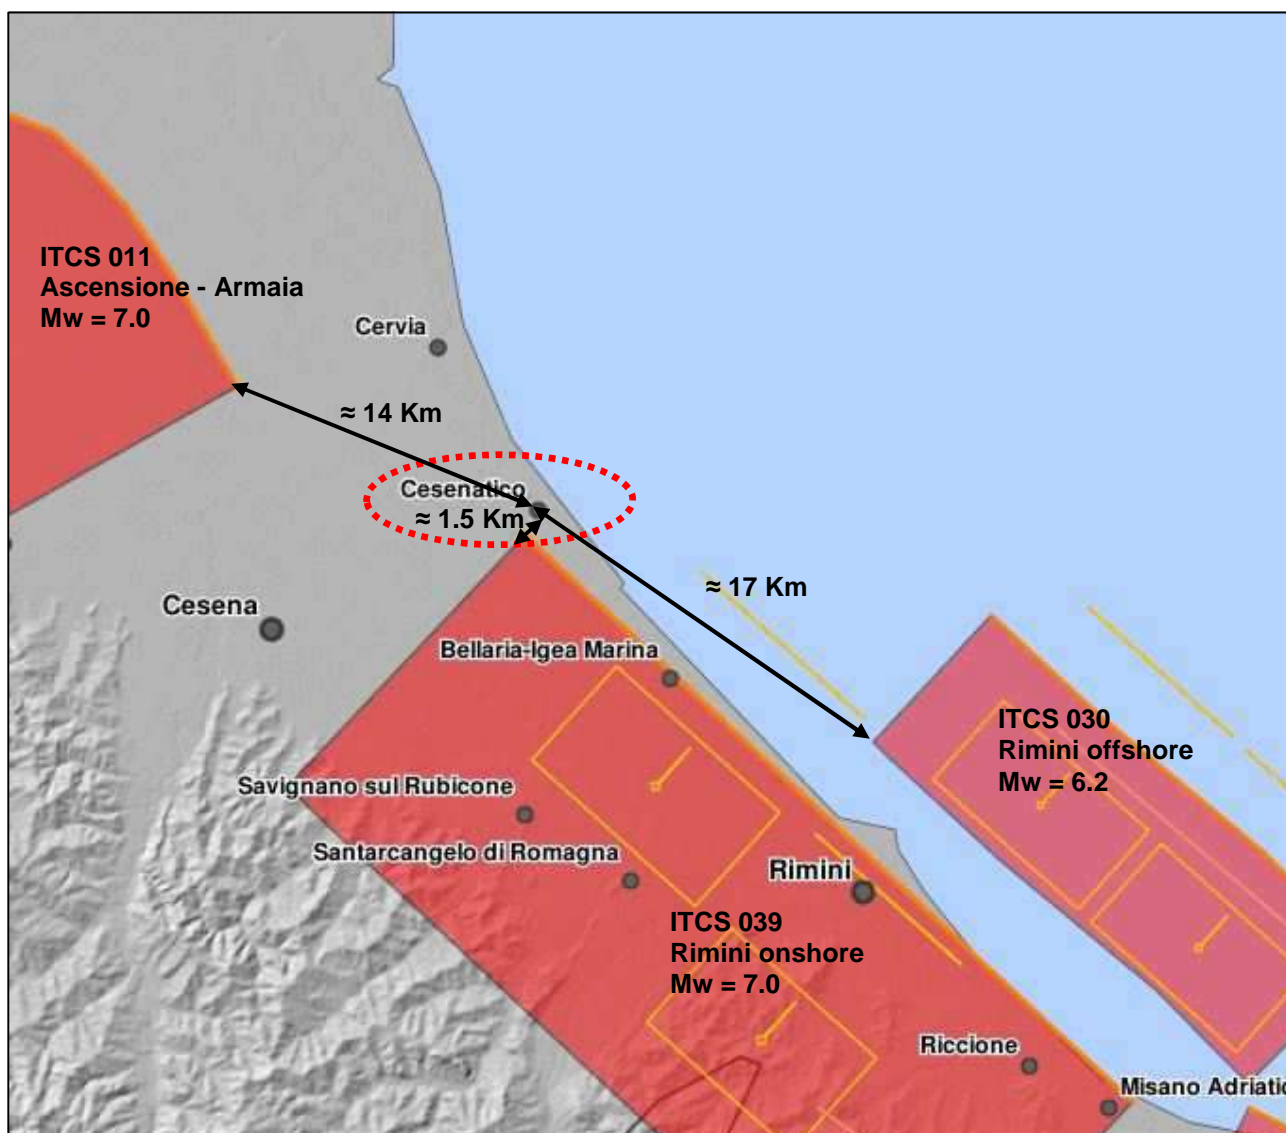 ITCS 011
Ascensione - Armaia
Mw = 7.0
Cervia
≈ 14 Km
Cesenatico
≈ 1.5 Km
≈ 17 Km
Cesena
Bellaria-Igea Marina
ITCS 030
Rimini offshore
Mw = 6.2
Savignano sul Rubicone
Santarcangelo di Romagna
Rimini
ITCS 039
Rimini onshore
Mw = 7.0
Riccione
Misano Adriatic